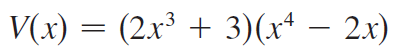 V(x) = (2x³ + 3)(x⁴ − 2x)